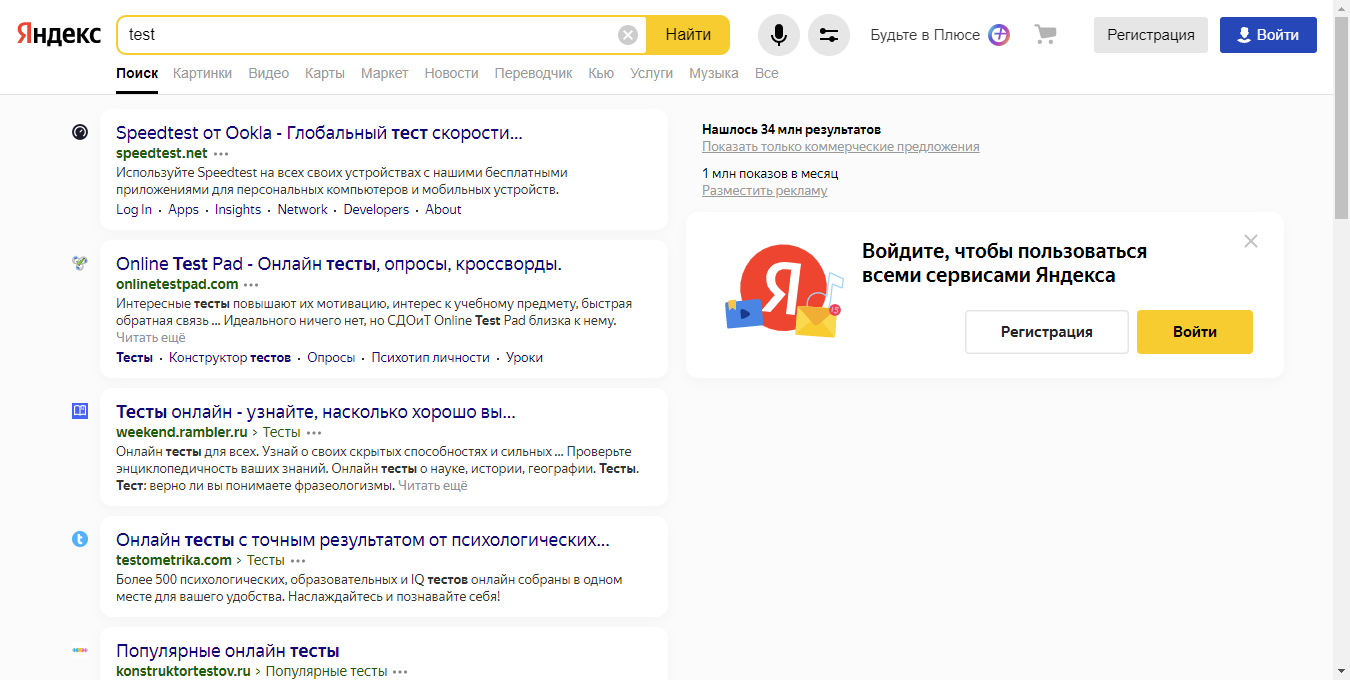 Яндекс
test
Найти
Будьте в Плюсе
Регистрация
Войти
Поиск Картинки Видео Карты Маркет Новости Переводчик Кью Услуги Музыка Все
Speedtest от Ookla - Глобальный тест скорости...
speedtest.net
Используйте Speedtest на всех своих устройствах с нашими бесплатными
приложениями для персональных компьютеров и мобильных устройств.
Log In · Apps · Insights · Network · Developers · About
Online Test Pad - Онлайн тесты, опросы, кроссворды.
onlinetestpad.com
Интересные тесты повышают их мотивацию, интерес к учебному предмету, быстрая
обратная связь ... Идеального ничего нет, но СДОиТ Online Test Pad близка к нему.
Читать ещё
Тесты · Конструктор тестов · Опросы · Психотип личности · Уроки
Тесты онлайн - узнайте, насколько хорошо вы...
weekend.rambler.ru › Тесты
Онлайн тесты для всех. Узнай о своих скрытых способностях и сильных ... Проверьте
энциклопедичность ваших знаний. Онлайн тесты о науке, истории, географии. Тесты.
Тест: верно ли вы понимаете фразеологизмы. Читать ещё
Онлайн тесты с точным результатом от психологических...
testometrika.com › Тесты
Более 500 психологических, образовательных и IQ тестов онлайн собраны в одном
месте для вашего удобства. Наслаждайтесь и познавайте себя!
Популярные онлайн тесты
konstruktortestov.ru › Популярные тесты
Нашлось 34 млн результатов
Показать только коммерческие предложения
1 млн показов в месяц
Разместить рекламу
Я
15
Войдите, чтобы пользоваться
всеми сервисами Яндекса
Регистрация
Войти